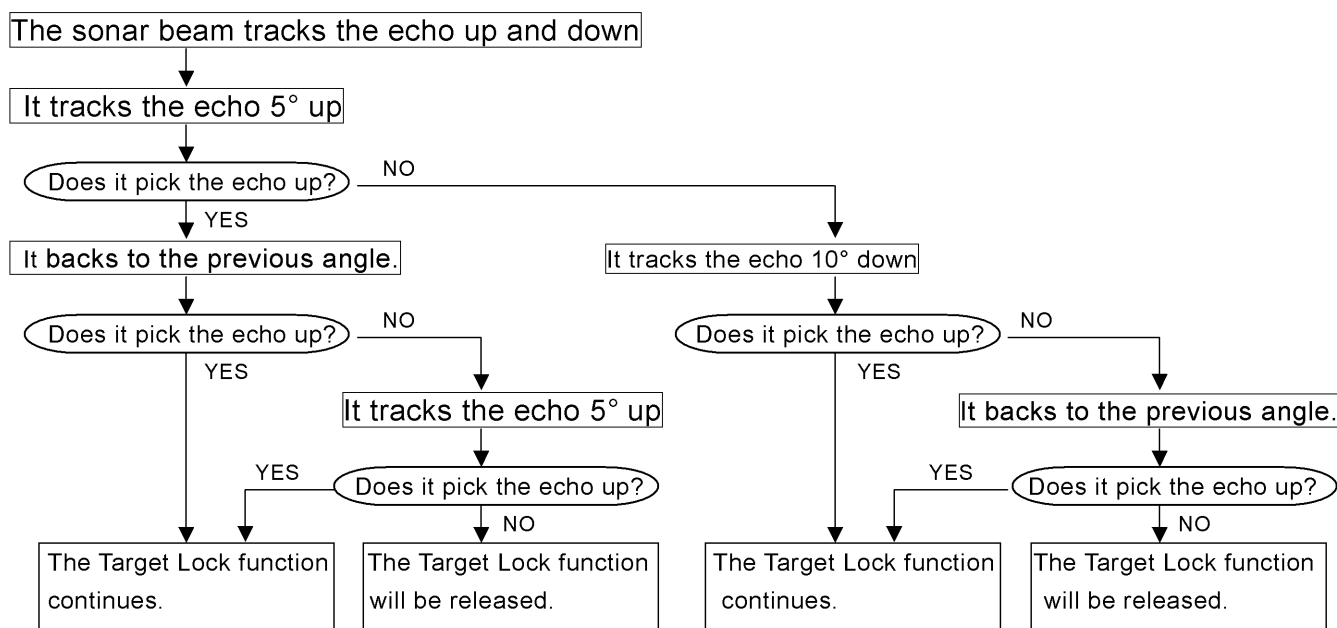 The sonar beam tracks the echo up and down
It tracks the echo 5° up
Does it pick the echo up?
NO
YES
It backs to the previous angle.
It tracks the echo 10° down
Does it pick the echo up?
NO
YES
Does it pick the echo up?
NO
YES
It tracks the echo 5° up
It backs to the previous angle.
YES
Does it pick the echo up?
NO
YES
Does it pick the echo up?
NO
The Target Lock function
continues.
The Target Lock function
will be released.
The Target Lock function
continues.
The Target Lock function
will be released.